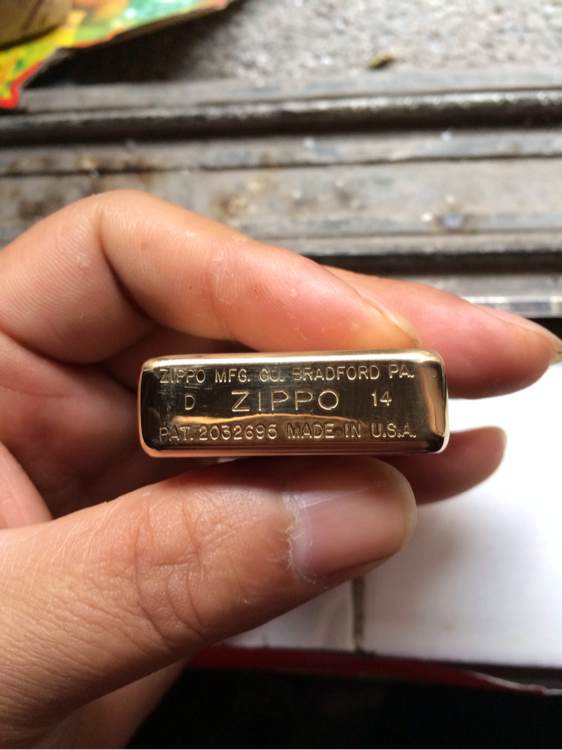 ZIPPO MFG. CO. BRADFORD PA.
D ZIPPO 14
PAT. 2032695 MADE IN U.S.A.